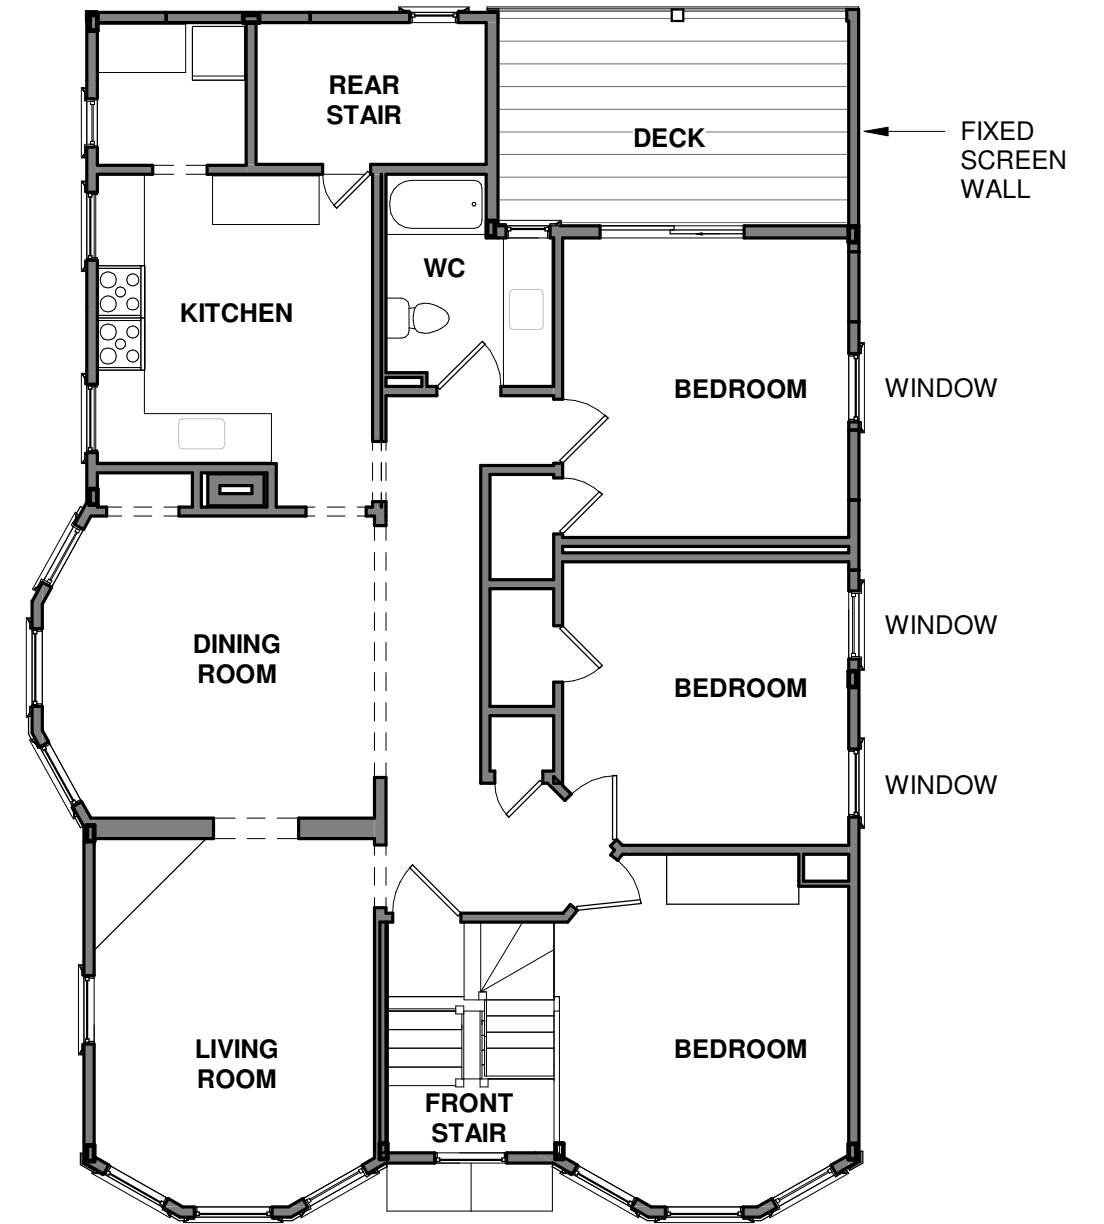 REAR
STAIR
DECK
FIXED
SCREEN
WALL
WC
KITCHEN
BEDROOM
WINDOW
DINING
ROOM
WINDOW
BEDROOM
WINDOW
LIVING
ROOM
BEDROOM
FRONT
STAIR